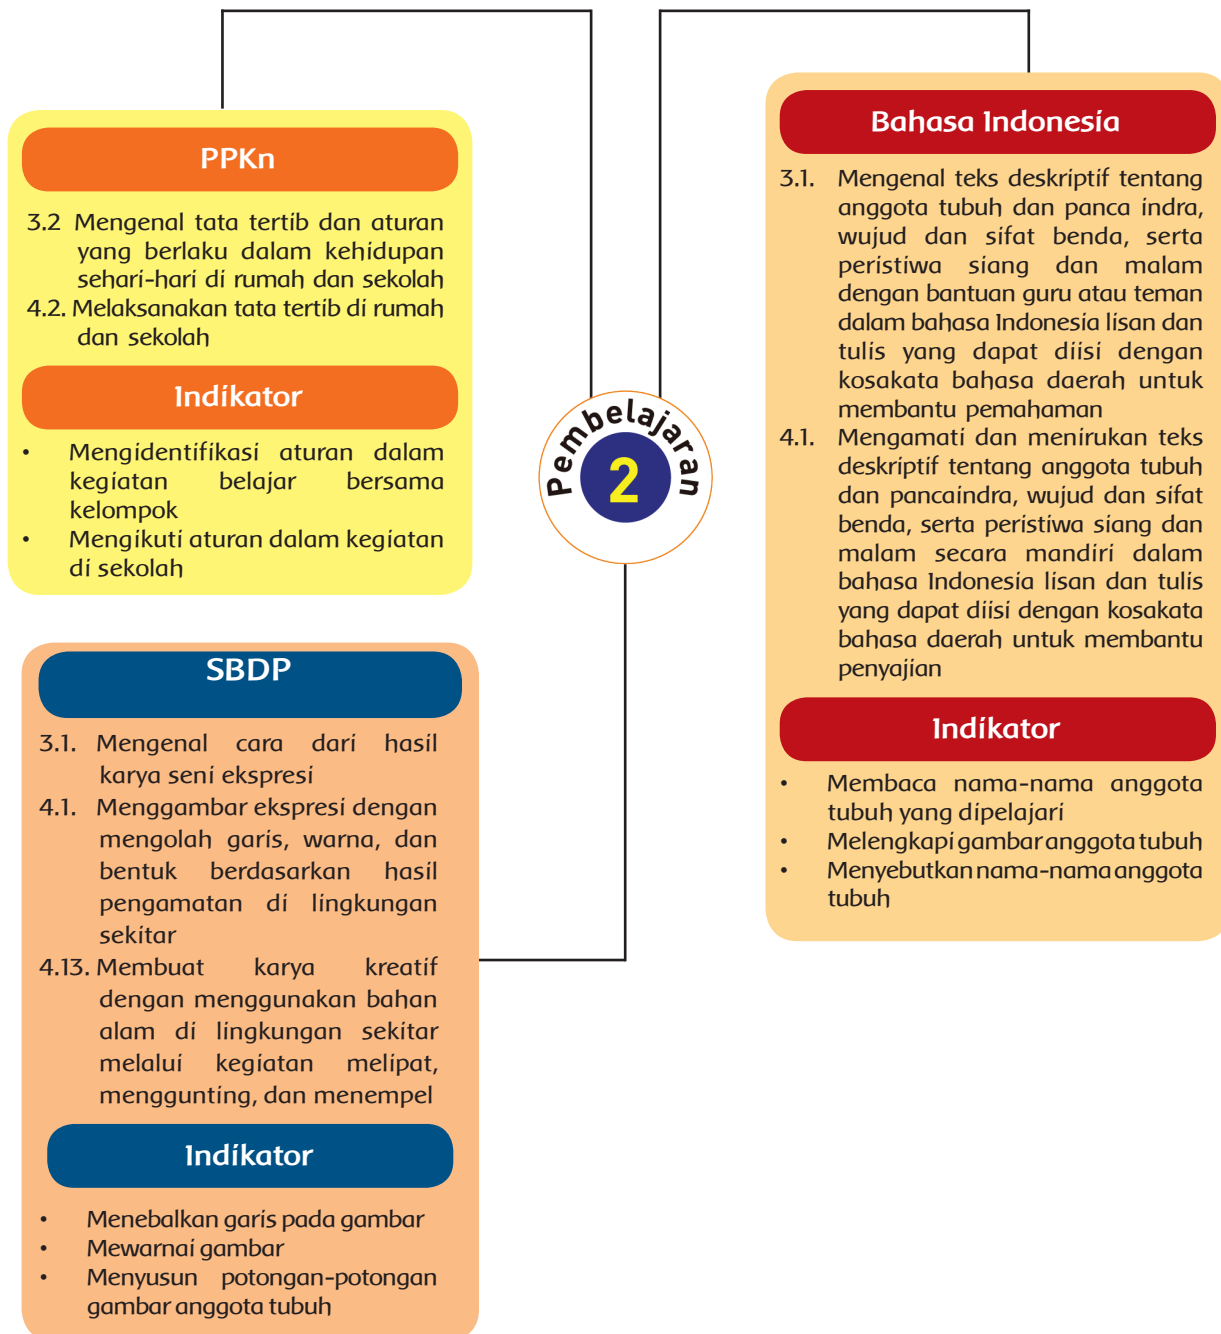 PPKn
3.2 Mengenal tata tertib dan aturan
yang berlaku dalam kehidupan
sehari-hari di rumah dan sekolah
4.2. Melaksanakan tata tertib di rumah
dan sekolah
Indikator
• Mengidentifikasi aturan dalam
kegiatan belajar bersama
kelompok
• Mengikuti aturan dalam kegiatan
di sekolah
Pembelajaran
2
Bahasa Indonesia
3.1. Mengenal teks deskriptif tentang
anggota tubuh dan panca indra,
wujud dan sifat benda, serta
peristiwa siang dan malam
dengan bantuan guru atau teman
dalam bahasa Indonesia lisan dan
tulis yang dapat diisi dengan
kosakata bahasa daerah untuk
membantu pemahaman
4.1. Mengamati dan menirukan teks
deskriptif tentang anggota tubuh
dan pancaindra, wujud dan sifat
benda, serta peristiwa siang dan
malam secara mandiri dalam
bahasa Indonesia lisan dan tulis
yang dapat diisi dengan kosakata
bahasa daerah untuk membantu
penyajian
Indikator
• Membaca nama-nama anggota
tubuh yang dipelajari
• Melengkapi gambar anggota tubuh
• Menyebutkan nama-nama anggota
tubuh
SBDP
3.1. Mengenal cara dari hasil
karya seni ekspresi
4.1. Menggambar ekspresi dengan
mengolah garis, warna, dan
bentuk berdasarkan hasil
pengamatan di lingkungan
sekitar
4.13. Membuat karya kreatif
dengan menggunakan bahan
alam di lingkungan sekitar
melalui kegiatan melipat,
menggunting, dan menempel
Indikator
• Menebalkan garis pada gambar
• Mewarnai gambar
• Menyusun potongan-potongan
gambar anggota tubuh